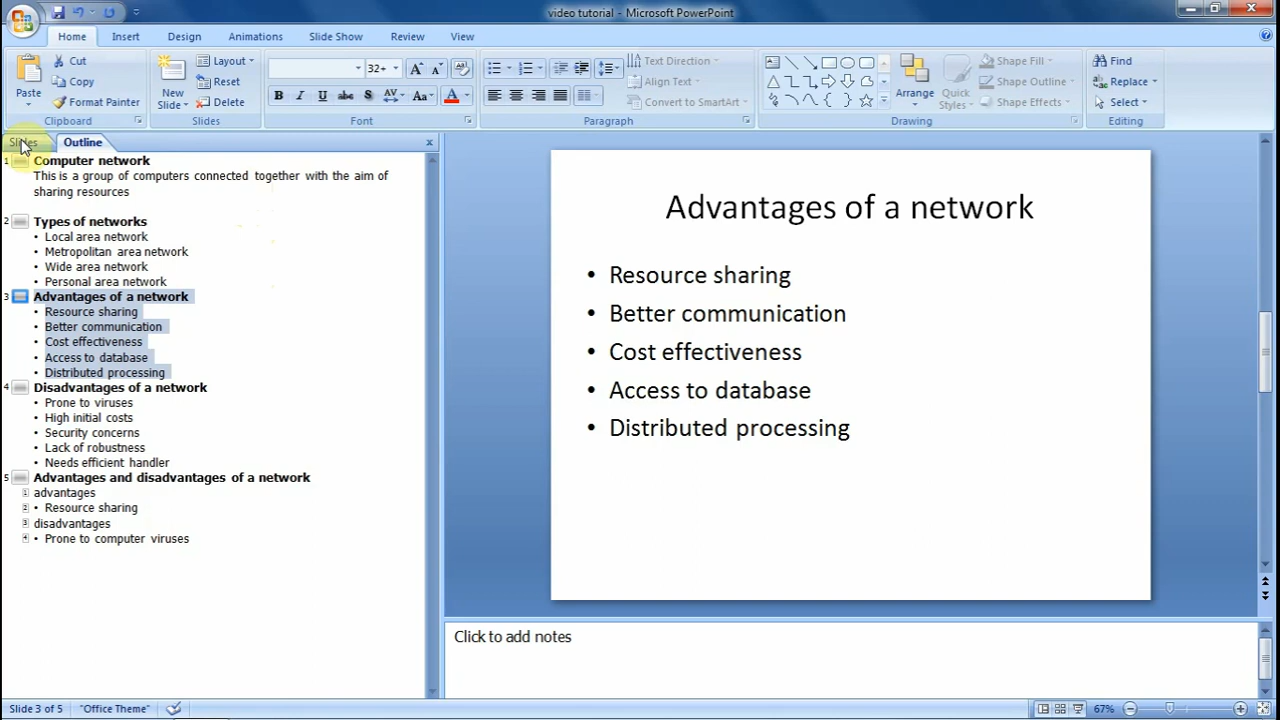 video tutorial - Microsoft PowerPoint
Home Insert Design Animations Slide Show Review View
Paste
Cut
Copy
Format Painter
Clipboard
New Slide
Layout
Reset
Delete
Slides
32+
B I U abc S AV Aa A
Font
Text Direction
Align Text
Convert to SmartArt
Paragraph
Arrange
Quick Styles
Shape Fill
Shape Outline
Shape Effects
Drawing
Find
Replace
Select
Editing
Slides Outline
1 Computer network
This is a group of computers connected together with the aim of
sharing resources
2 Types of networks
• Local area network
• Metropolitan area network
• Wide area network
• Personal area network
3 Advantages of a network
• Resource sharing
• Better communication
• Cost effectiveness
• Access to database
• Distributed processing
4 Disadvantages of a network
• Prone to viruses
• High initial costs
• Security concerns
• Lack of robustness
• Needs efficient handler
5 Advantages and disadvantages of a network
1 advantages
2 • Resource sharing
3 disadvantages
4 • Prone to computer viruses
Advantages of a network
• Resource sharing
• Better communication
• Cost effectiveness
• Access to database
• Distributed processing
Click to add notes
Slide 3 of 5 "Office Theme" 67%